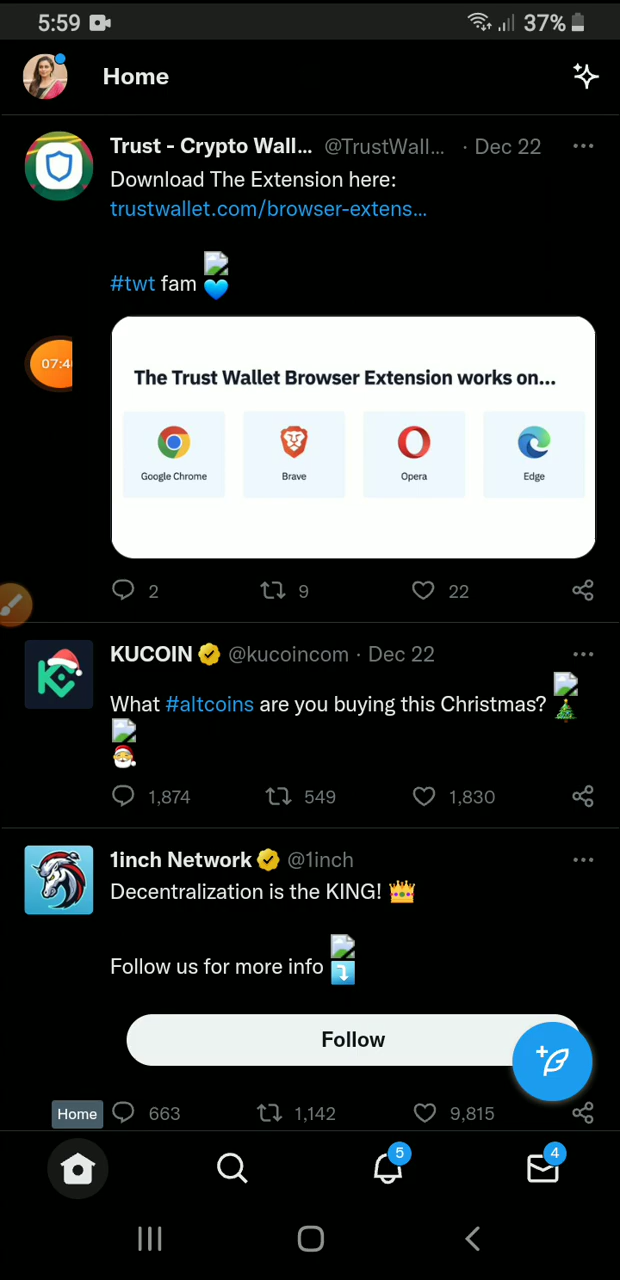 5:59
37%
Home
Trust - Crypto Wall... @TrustWall... · Dec 22
Download The Extension here:
trustwallet.com/browser-extens...
#twt fam
07:4
The Trust Wallet Browser Extension works on...
Google Chrome
Brave
Opera
Edge
2
9
22
KUCOIN @kucoincom · Dec 22
What #altcoins are you buying this Christmas?
1,874
549
1,830
1inch Network @1inch
Decentralization is the KING!
Follow us for more info
Follow
Home
663
1,142
9,815
5
4